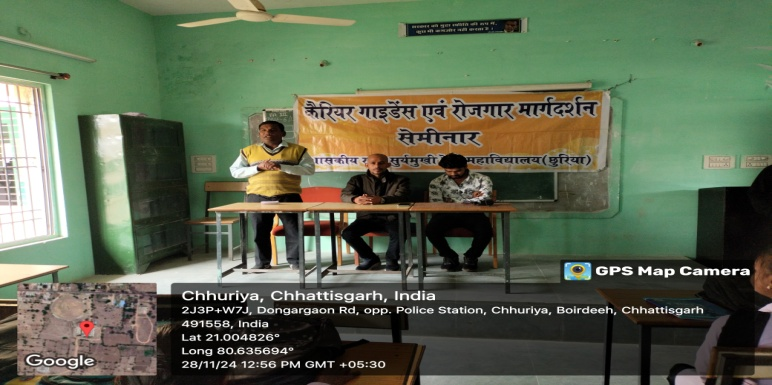 कैरियर गाइडेंस एवं रोजगार मार्गदर्शन
सेमीनार
सुर्यमुखी महाविद्यालय (छुरिया)
GPS Map Camera
Chhuriya, Chhattisgarh, India
2J3P+W7J, Dongargaon Rd, opp. Police Station, Chhuriya, Boirdeeh, Chhattisgarh
491558, India
Lat 21.004826°
Long 80.635694°
28/11/24 12:56 PM GMT +05:30
Google